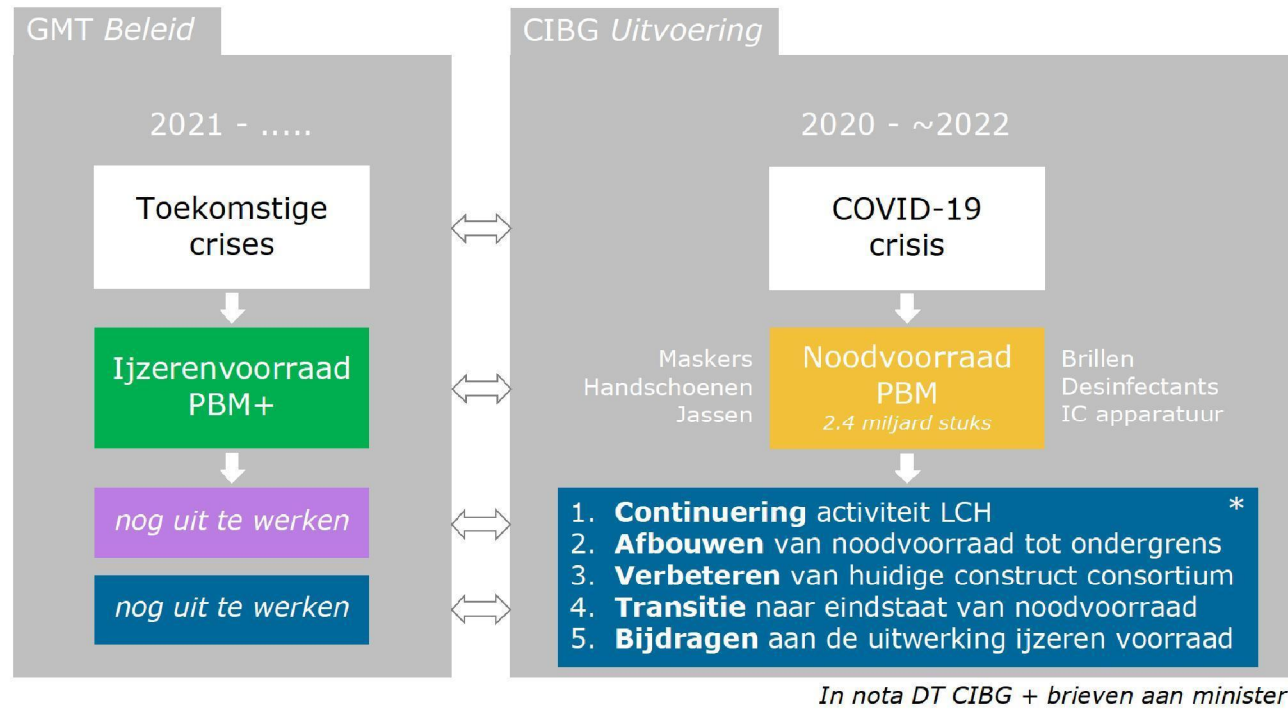 GMT Beleid
2021 - .....
Toekomstige
crises
Ijzerenvoorraad
PBM+
nog uit te werken
nog uit te werken
CIBG Uitvoering
2020 - ~2022
COVID-19
crisis
Maskers
Handschoenen
Jassen
Noodvoorraad
PBM
2.4 miljard stuks
Brillen
Desinfectants
IC apparatuur
1. Continuering activiteit LCH *
2. Afbouwen van noodvoorraad tot ondergrens
3. Verbeteren van huidige construct consortium
4. Transitie naar eindstaat van noodvoorraad
5. Bijdragen aan de uitwerking ijzeren voorraad
In nota DT CIBG + brieven aan minister